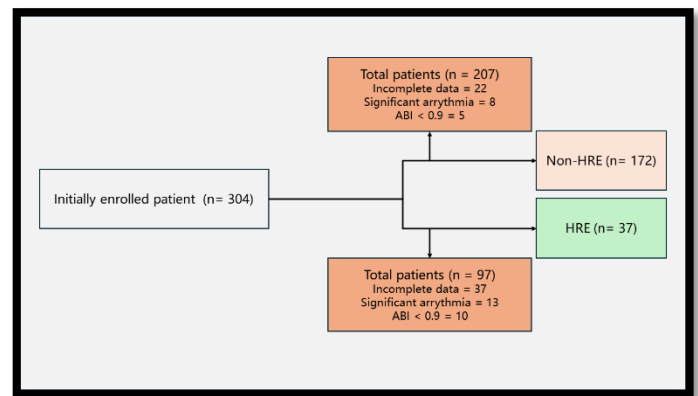 Total patients (n = 207)
Incomplete data = 22
Significant arrythmia = 8
ABI < 0.9 = 5
Non-HRE (n= 172)
Initially enrolled patient (n= 304)
HRE (n= 37)
Total patients (n = 97)
Incomplete data = 37
Significant arrythmia = 13
ABI < 0.9 = 10